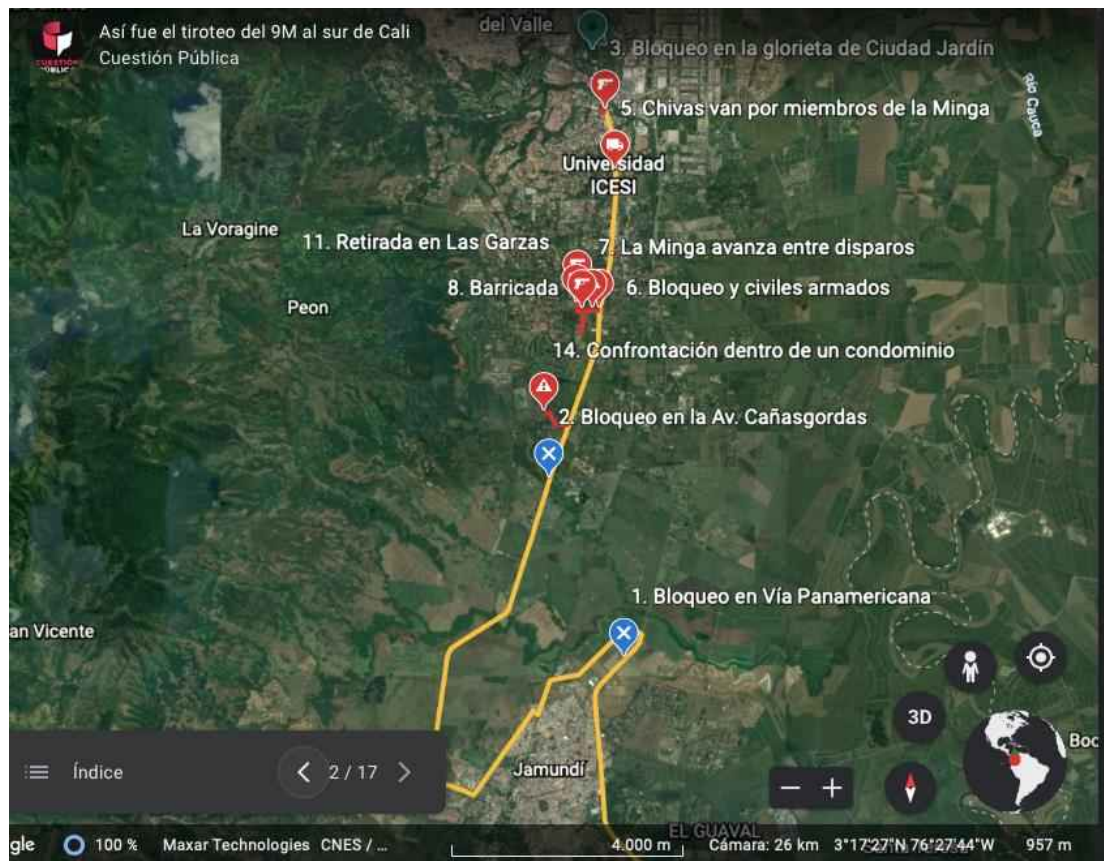 Así fue el tiroteo del 9M al sur de Cali
Cuestión Pública
CUESTIÓN
PÚBLICA
del Valle
3. Bloqueo en la glorieta de Ciudad Jardín
5. Chivas van por miembros de la Minga
Río Cauca
Universidad
ICESI
La Voragine
11. Retirada en Las Garzas
7. La Minga avanza entre disparos
Peon
8. Barricada
6. Bloqueo y civiles armados
14. Confrontación dentro de un condominio
2. Bloqueo en la Av. Cañasgordas
1. Bloqueo en Vía Panamericana
an Vicente
3D
Boc
Índice
2 / 17
Jamundí
EL GUAVAL
gle
100 %
Maxar Technologies CNES / ...
4.000 m
Cámara: 26 km
3°17'27"N 76°27'44"W
957 m